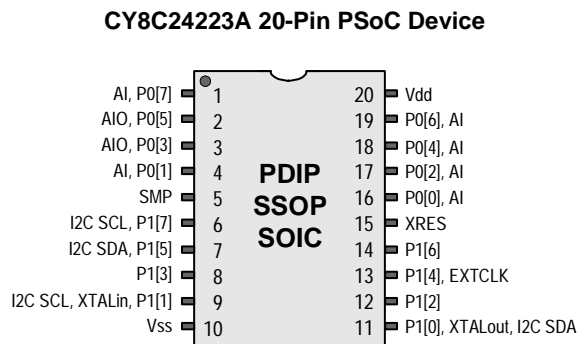 CY8C24223A 20-Pin PSoC Device
AI, P0[7] 1 20 Vdd
AIO, P0[5] 2 19 P0[6], AI
AIO, P0[3] 3 18 P0[4], AI
AI, P0[1] 4 17 P0[2], AI
SMP 5 16 P0[0], AI
I2C SCL, P1[7] 6 15 XRES
I2C SDA, P1[5] 7 14 P1[6]
P1[3] 8 13 P1[4], EXTCLK
I2C SCL, XTALin, P1[1] 9 12 P1[2]
Vss 10 11 P1[0], XTALout, I2C SDA
PDIP
SSOP
SOIC